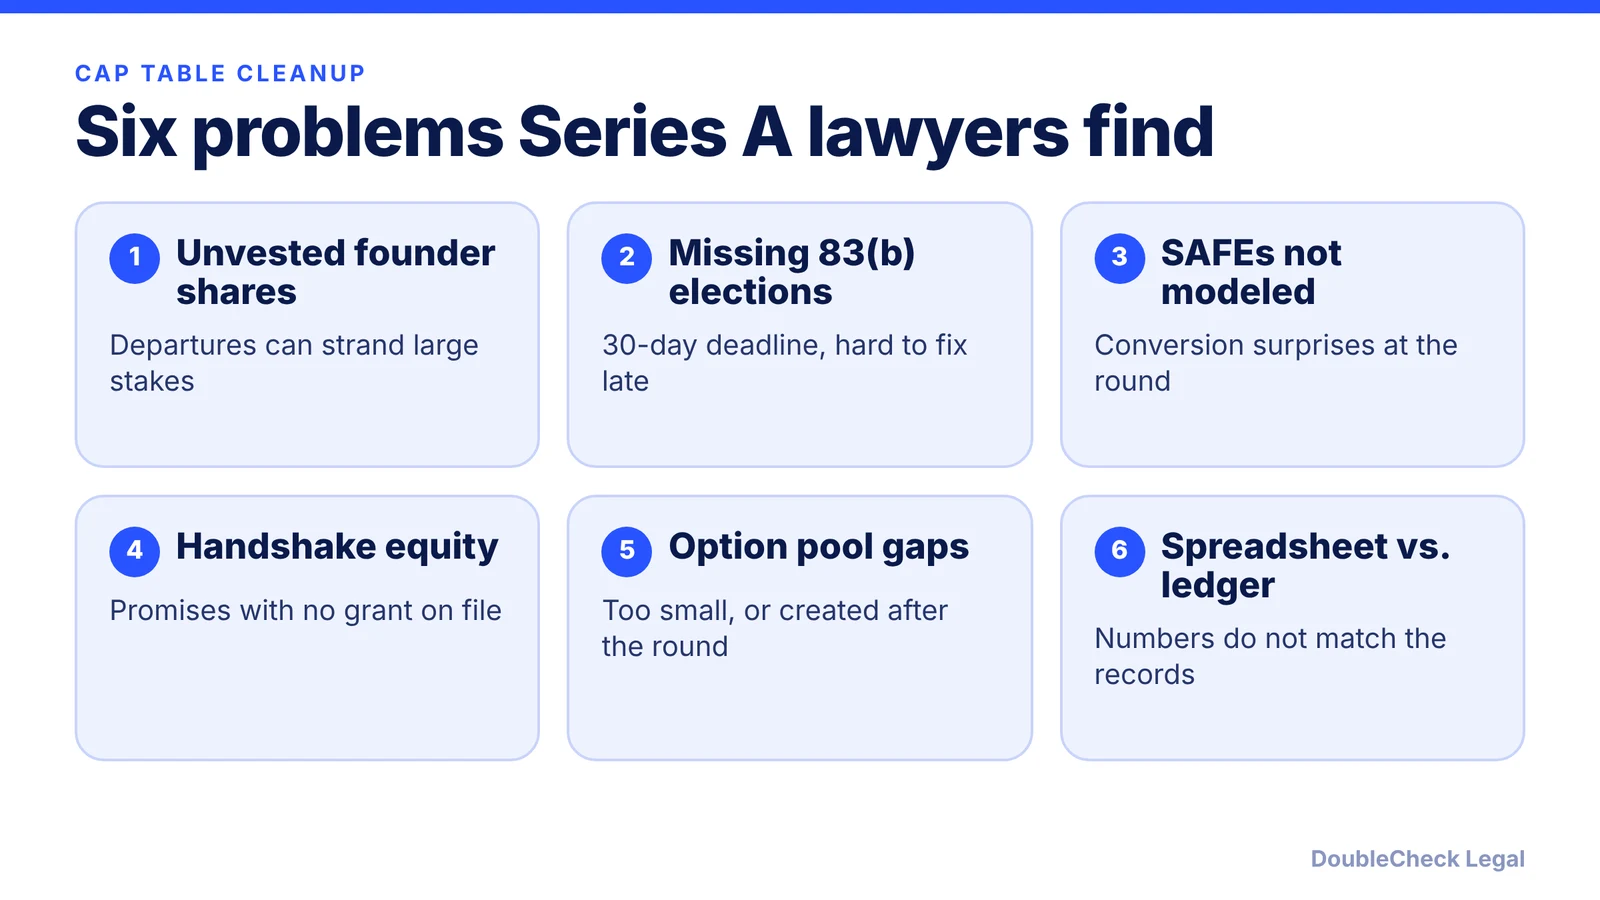 CAP TABLE CLEANUP
Six problems Series A lawyers find
1
Unvested founder
shares
Departures can strand large
stakes
2
Missing 83(b)
elections
30-day deadline, hard to fix
late
3
SAFEs not
modeled
Conversion surprises at the
round
4
Handshake equity
Promises with no grant on file
5
Option pool gaps
Too small, or created after
the round
6
Spreadsheet vs.
ledger
Numbers do not match the
records
DoubleCheck Legal